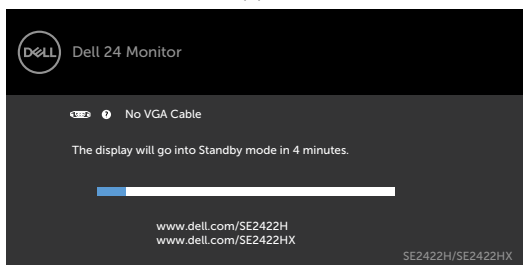 DELL
Dell 24 Monitor
No VGA Cable
The display will go into Standby mode in 4 minutes.
www.dell.com/SE2422H
www.dell.com/SE2422HX
SE2422H/SE2422HX